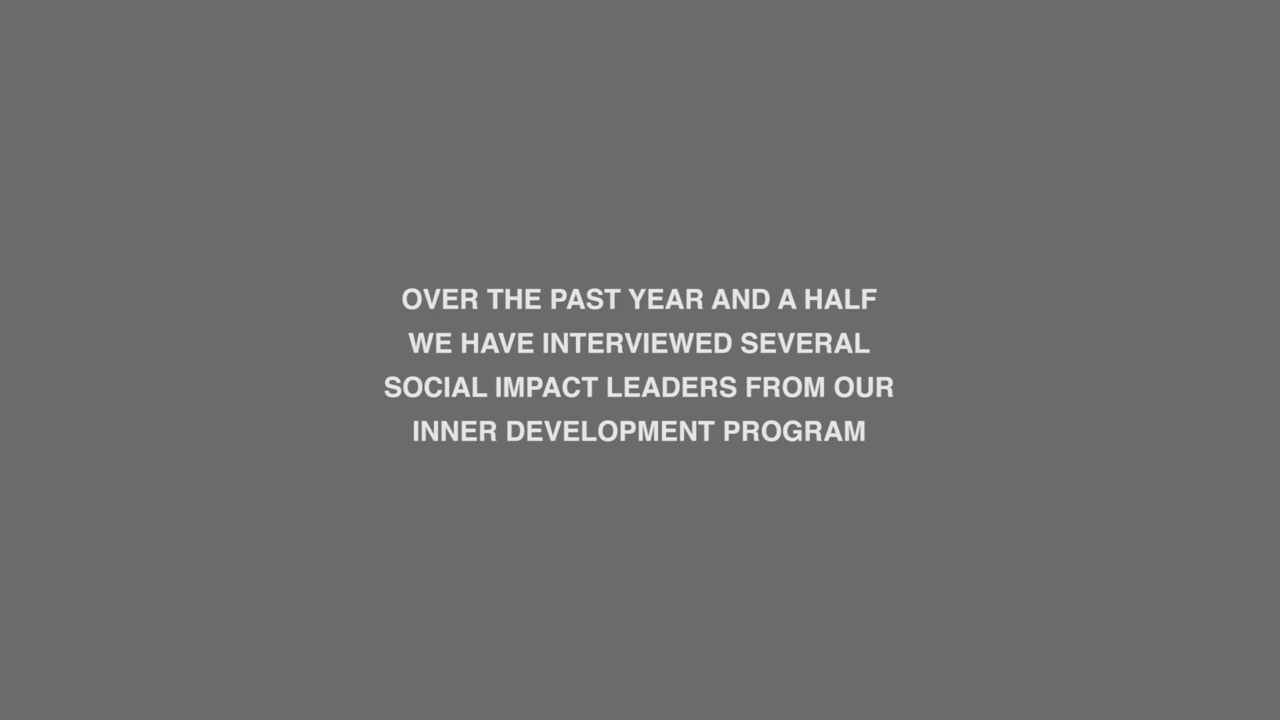 OVER THE PAST YEAR AND A HALF
WE HAVE INTERVIEWED SEVERAL
SOCIAL IMPACT LEADERS FROM OUR
INNER DEVELOPMENT PROGRAM